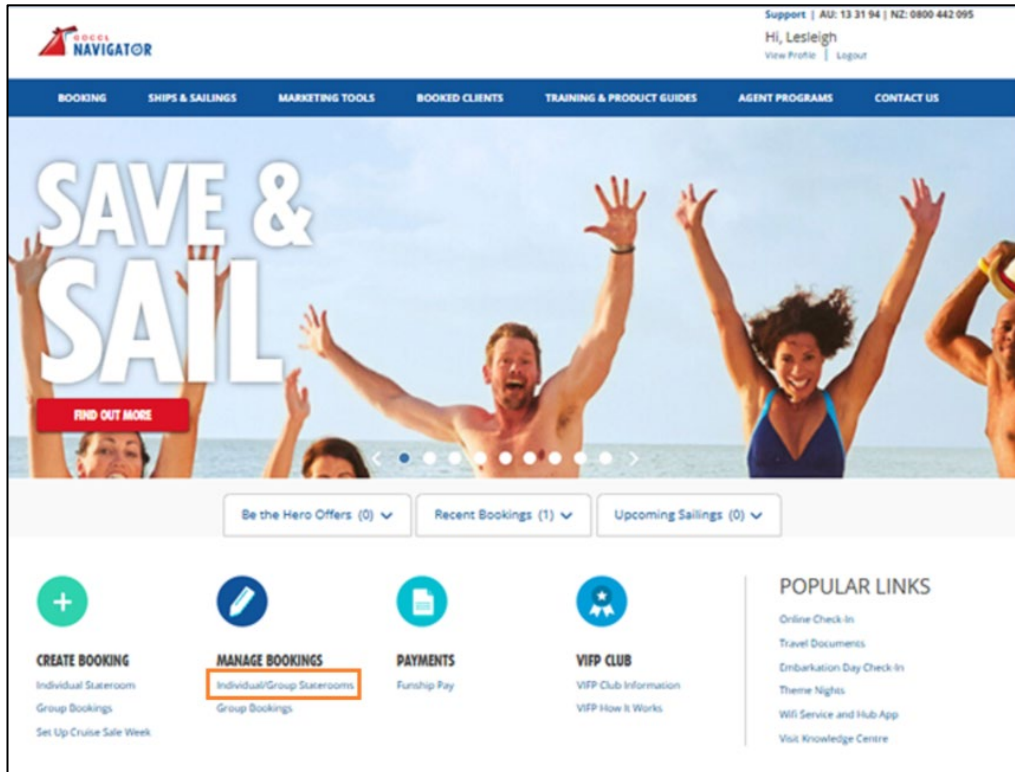 Support | AU: 13 31 94 | NZ: 0800 442 095
Hi, Lesleigh
View Profile | Logout
GOCCL
NAVIGATOR
BOOKING SHIPS & SAILINGS MARKETING TOOLS BOOKED CLIENTS TRAINING & PRODUCT GUIDES AGENT PROGRAMS CONTACT US
SAVE &
SAIL
FIND OUT MORE
Be the Hero Offers (0) Recent Bookings (1) Upcoming Sailings (0)
CREATE BOOKING
Individual Stateroom
Group Bookings
Set Up Cruise Sale Week
MANAGE BOOKINGS
Individual/Group Staterooms
Group Bookings
PAYMENTS
Funship Pay
VIFP CLUB
VIFP Club Information
VIFP How It Works
POPULAR LINKS
Online Check-In
Travel Documents
Embarkation Day Check-In
Theme Nights
Wifi Service and Hub App
Visit Knowledge Centre